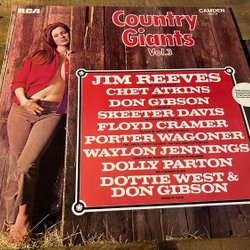 RCA
CAMDEN
Country
Giants
Vol.3
JIM REEVES
CHET ATKINS
DON GIBSON
SKEETER DAVIS
FLOYD CRAMER
PORTER WAGONER
WAYLON JENNINGS
DOLLY PARTON
DOTTIE WEST &
DON GIBSON